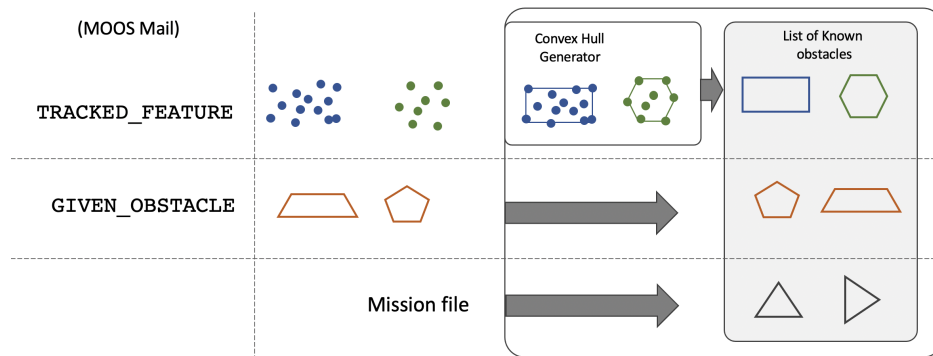 (MOOS Mail)
Convex Hull
Generator
List of Known
obstacles
TRACKED_FEATURE
GIVEN_OBSTACLE
Mission file